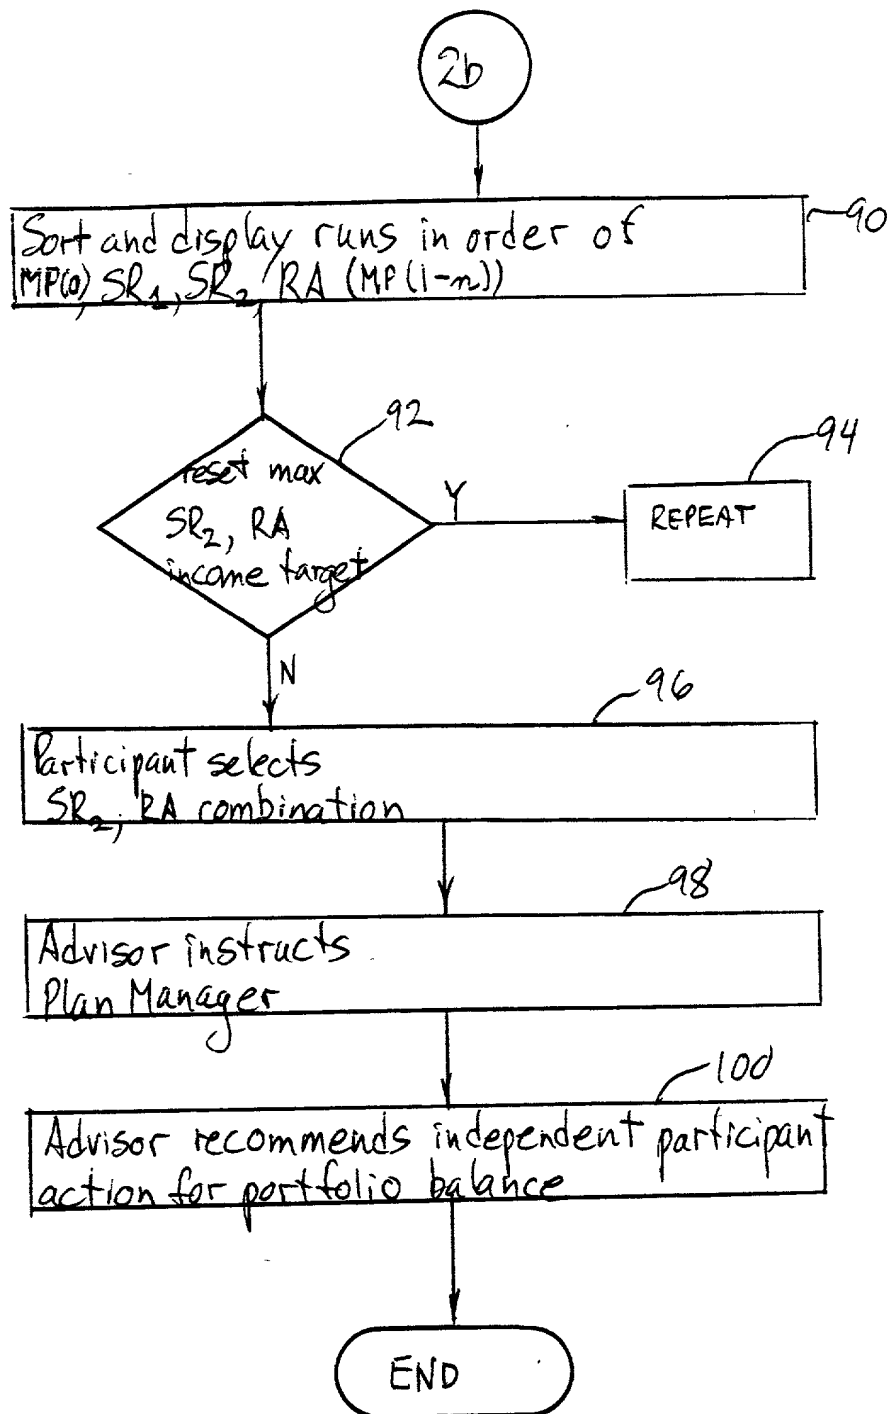 2b
Sort and display runs in order of
90
MP(0), SR1, SR2, RA (MP(1-n))
92
reset max
SR2, RA
income target
Y
94
REPEAT
N
96
Participant selects
SR2, RA combination
98
Advisor instructs
Plan Manager
100
Advisor recommends independent participant
action for portfolio balance
END